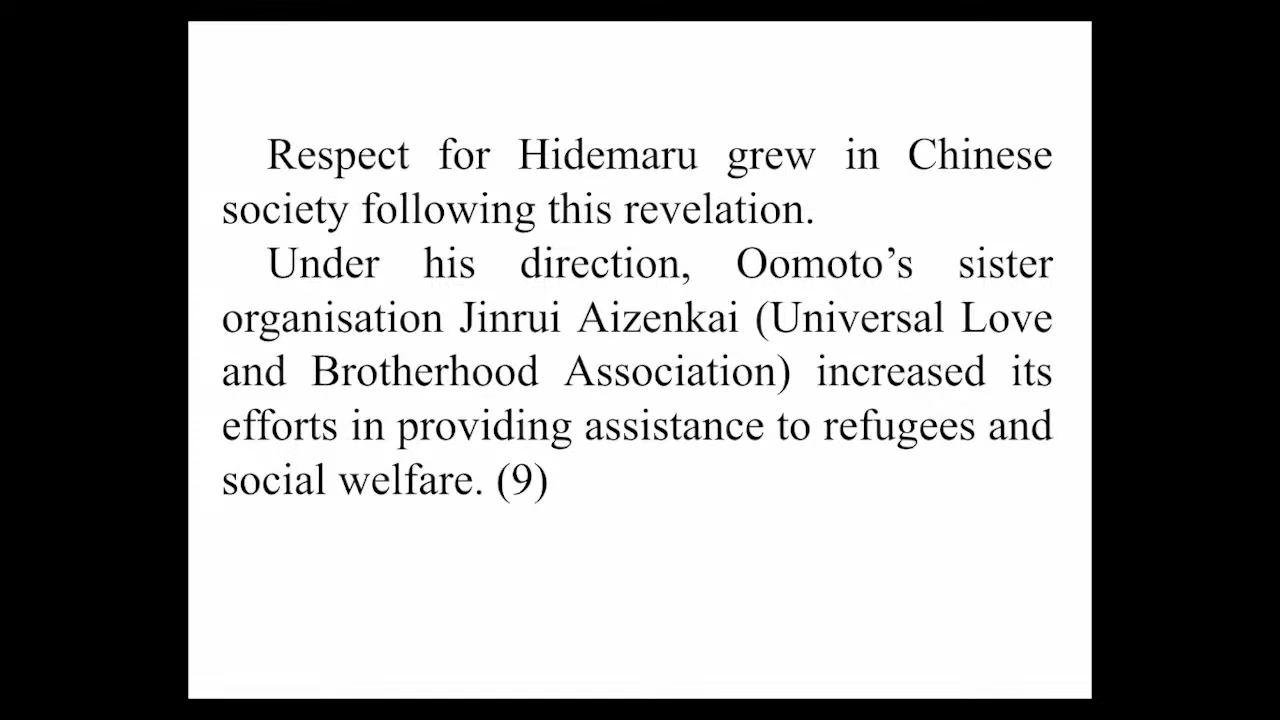 Respect for Hidemaru grew in Chinese
society following this revelation.
Under his direction, Oomoto’s sister
organisation Jinrui Aizenkai (Universal Love
and Brotherhood Association) increased its
efforts in providing assistance to refugees and
social welfare. (9)